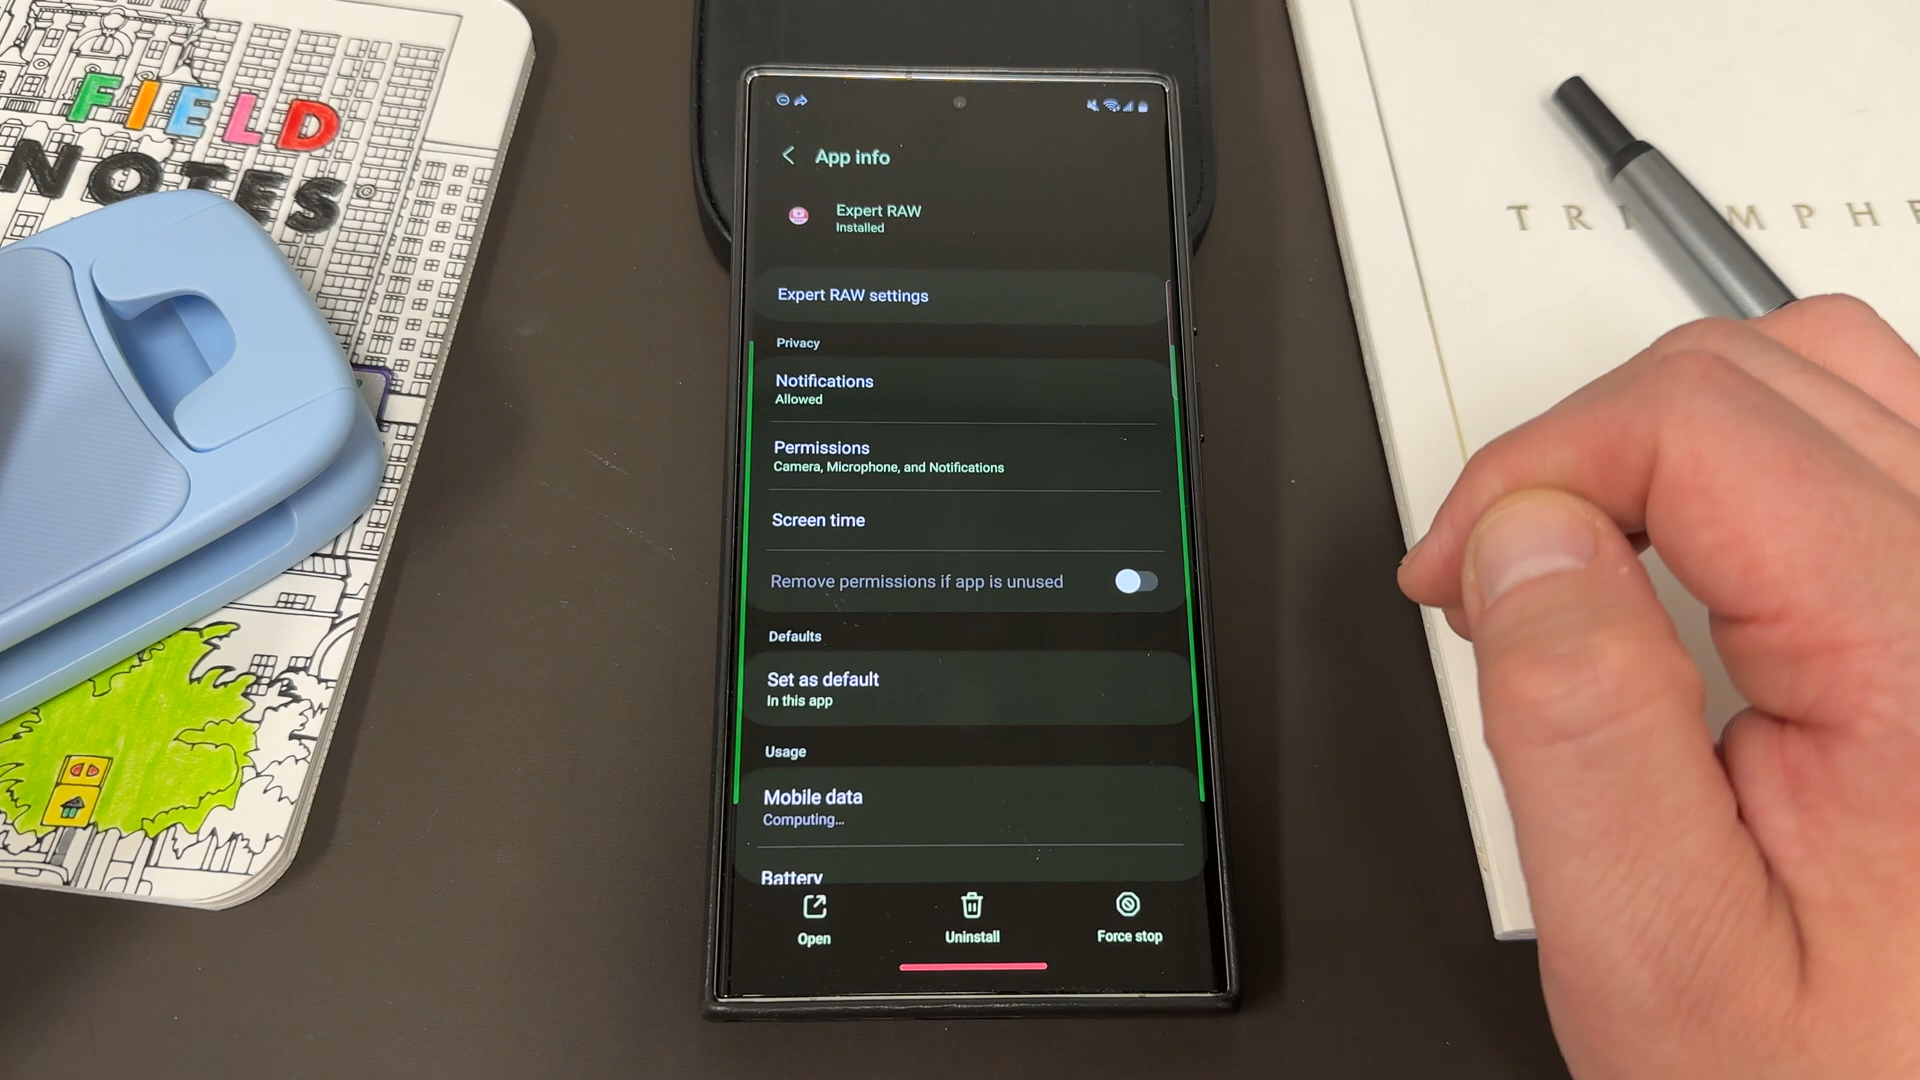 FIELD
NOTES
TRIUMPH
App info
Expert RAW
Installed
Expert RAW settings
Privacy
Notifications
Allowed
Permissions
Camera, Microphone, and Notifications
Screen time
Remove permissions if app is unused
Defaults
Set as default
In this app
Usage
Mobile data
Computing...
Battery
Open
Uninstall
Force stop